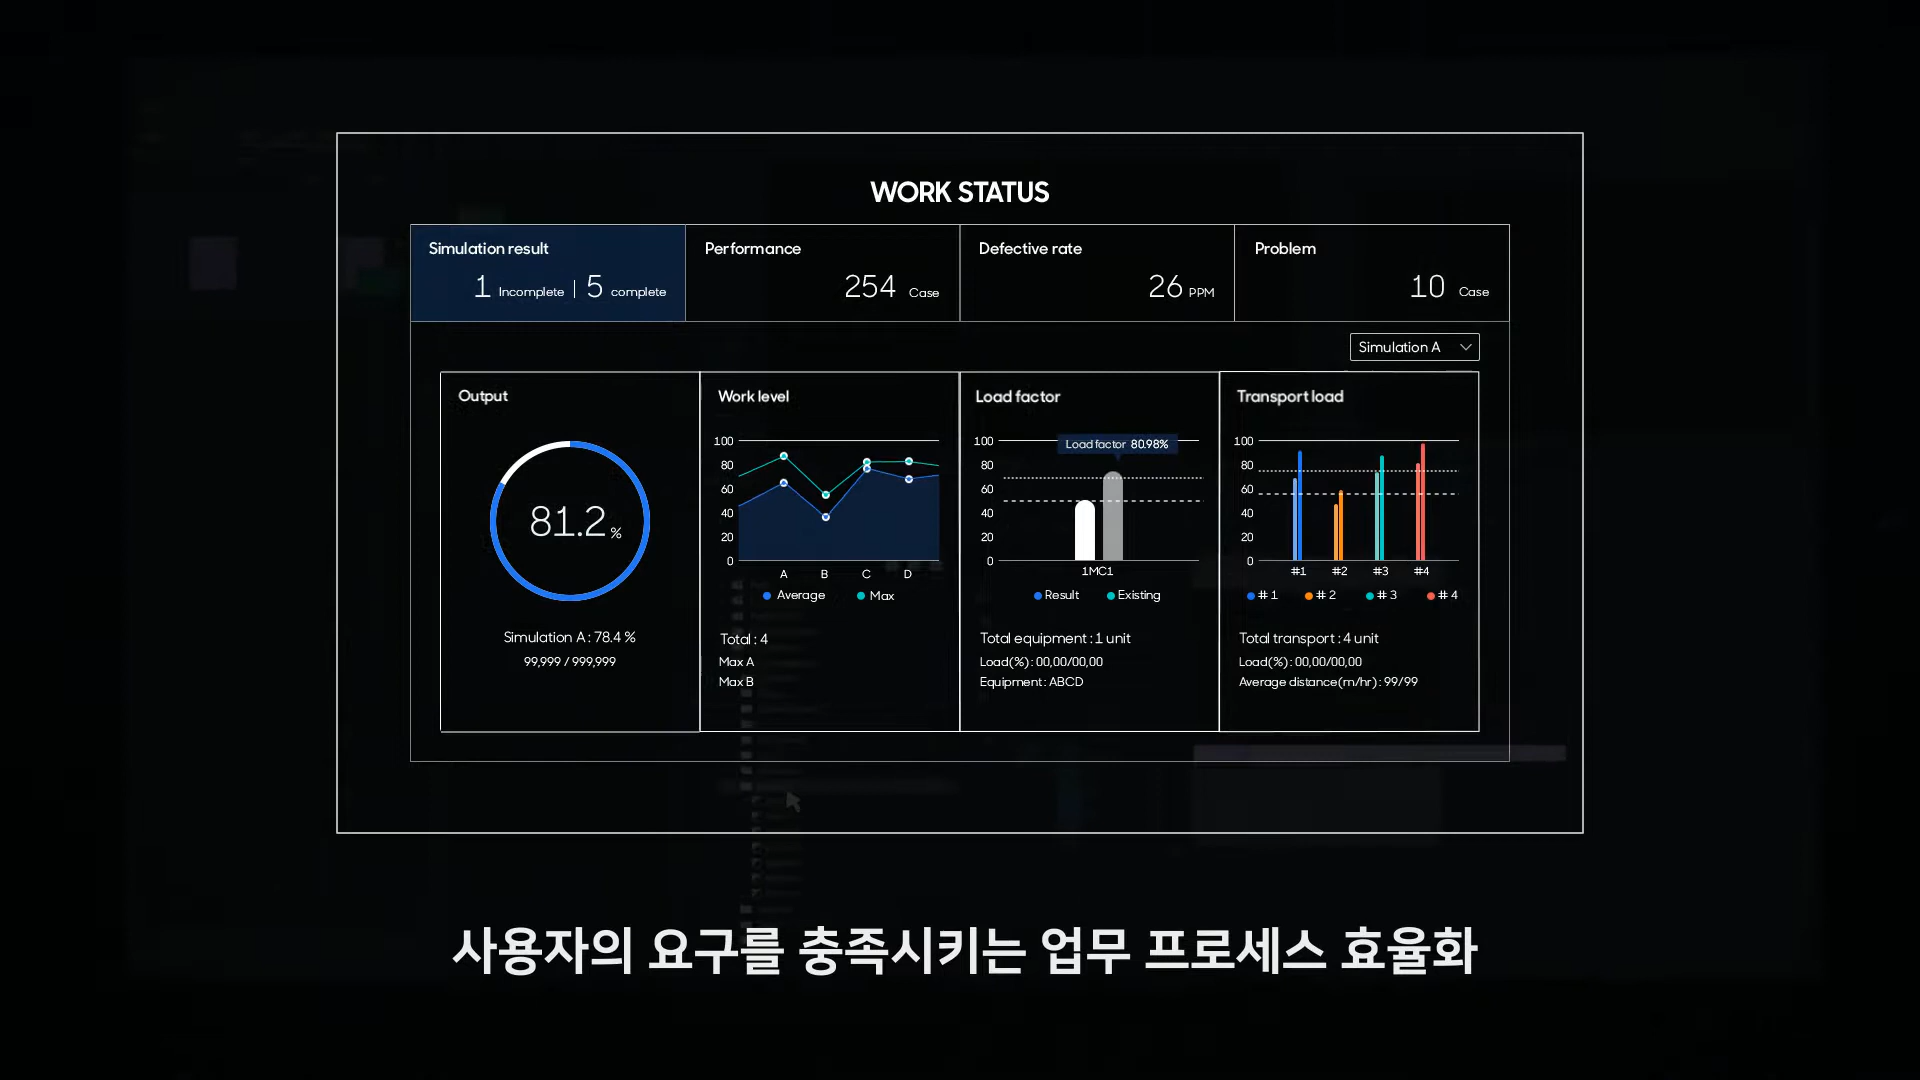 WORK STATUS
Simulation result
1 Incomplete | 5 complete
Performance
254 Case
Defective rate
26 PPM
Problem
10 Case
Simulation A
Output
81.2 %
Simulation A : 78.4 %
99,999 / 999,999
Work level
100
80
60
40
20
0
A B C D
Average Max
Total : 4
Max A
Max B
Load factor
Load factor 80.98%
100
80
60
40
20
0
1MC1
Result Existing
Total equipment : 1 unit
Load(%) : 00,00/00,00
Equipment : ABCD
Transport load
100
80
60
40
20
0
#1 #2 #3 #4
# 1 # 2 # 3 # 4
Total transport : 4 unit
Load(%) : 00,00/00,00
Average distance(m/hr) : 99/99
사용자의 요구를 충족시키는 업무 프로세스 효율화